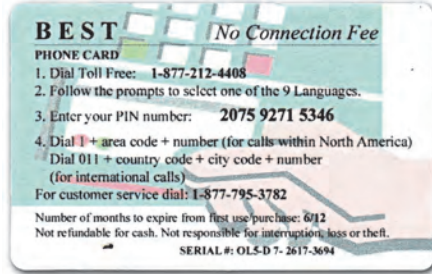 BEST No Connection Fee
PHONE CARD
1. Dial Toll Free: 1-877-212-4408
2. Follow the prompts to select one of the 9 Languages.
3. Enter your PIN number: 2075 9271 5346
4. Dial 1 + area code + number (for calls within North America)
Dial 011 + country code + city code + number
(for international calls)
For customer service dial: 1-877-795-3782
Number of months to expire from first use/purchase: 6/12
Not refundable for cash. Not responsible for interruption, loss or theft.
SERIAL #: OL5-D 7- 2617-3694